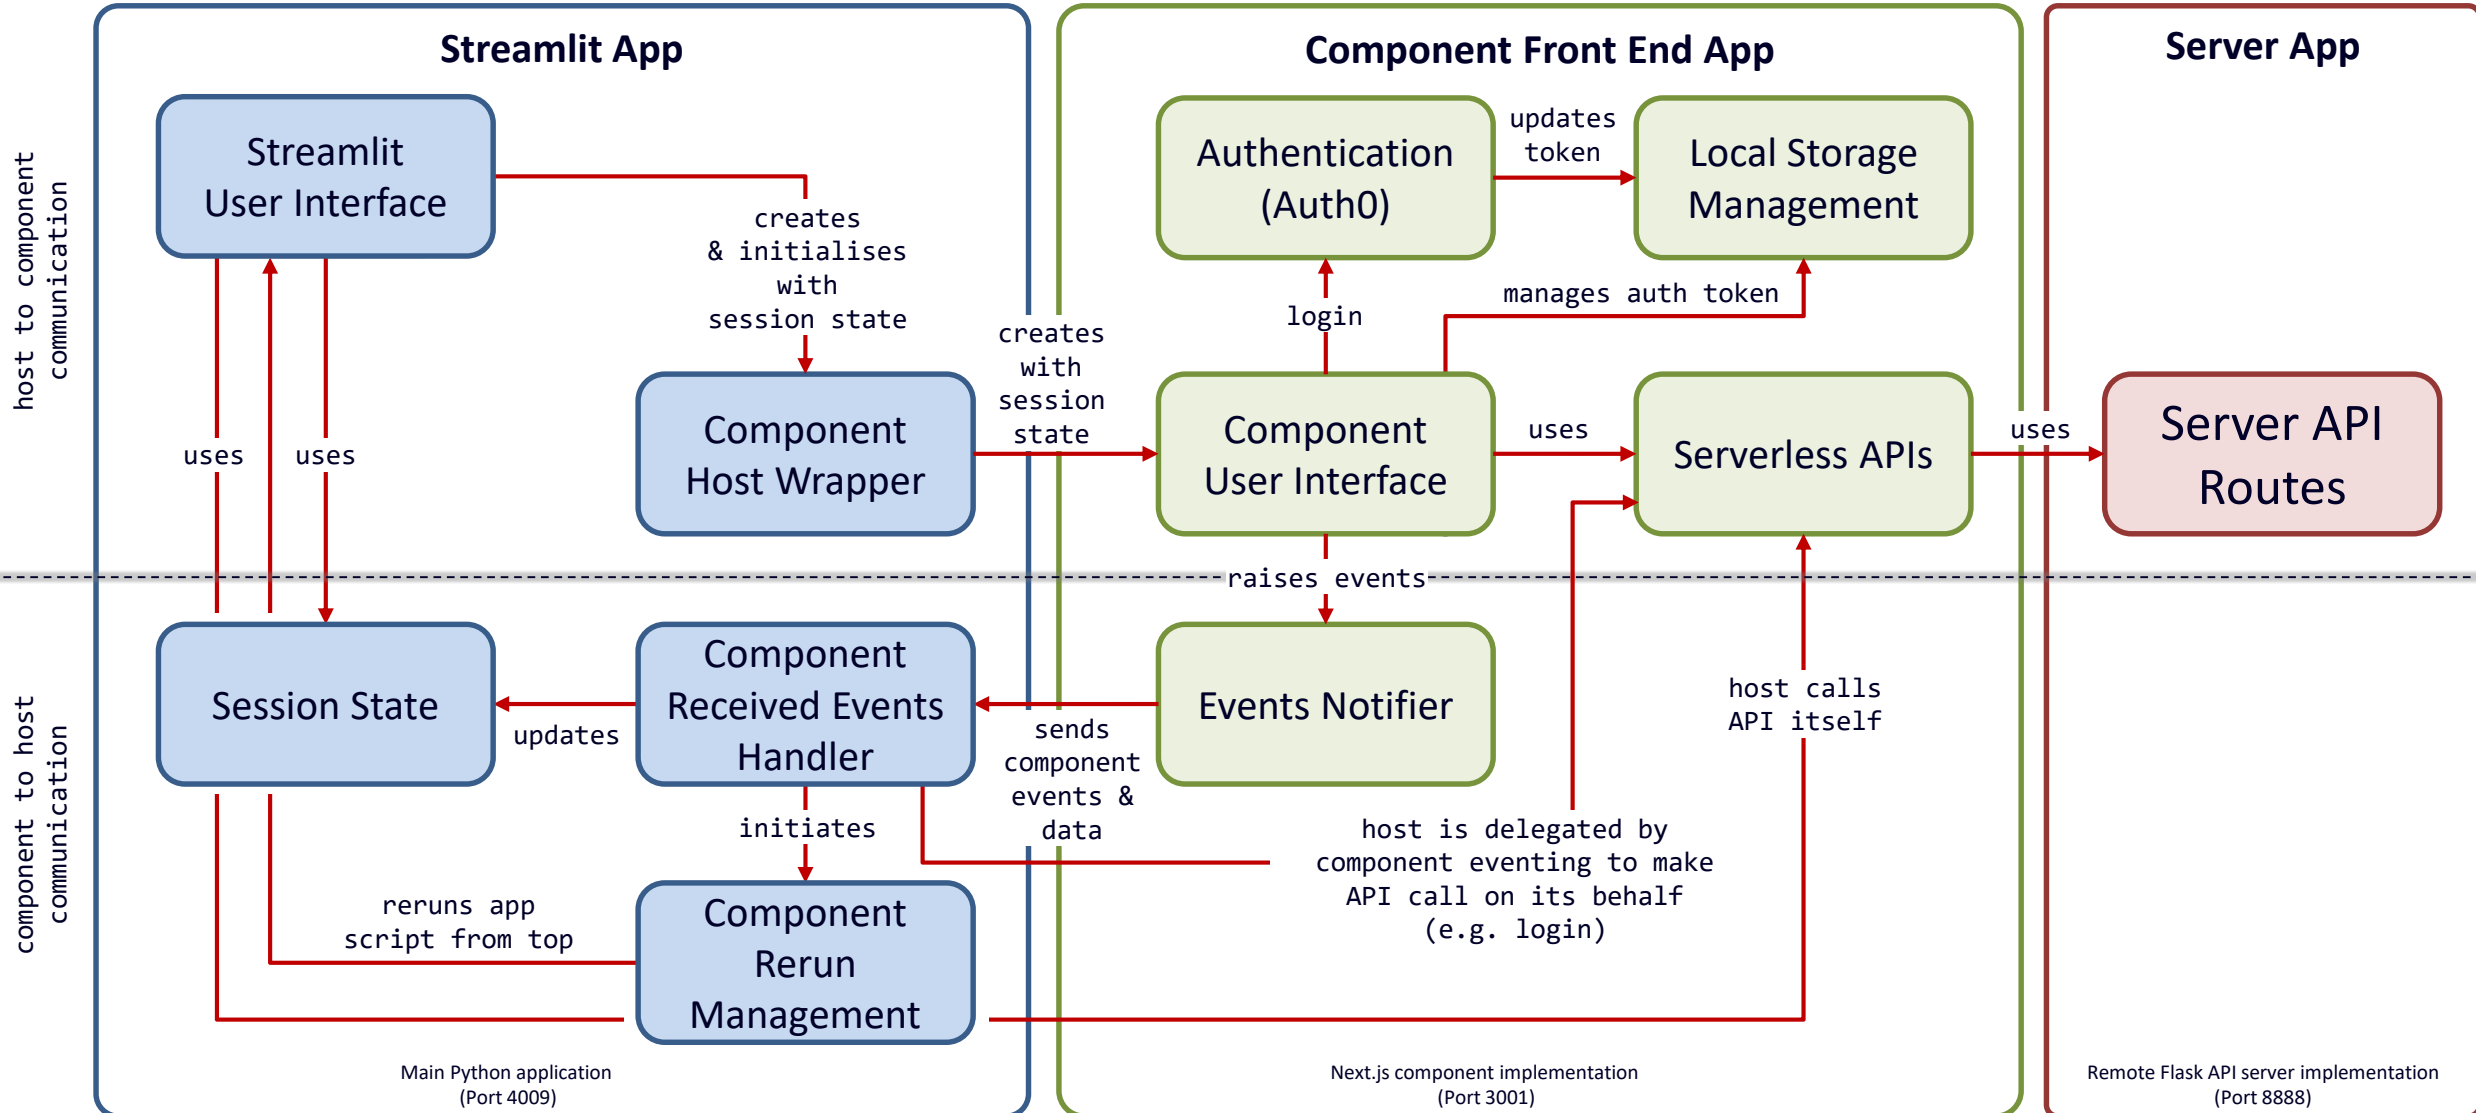 Streamlit App
Component Front End App
Server App
host to component
communication
Streamlit
User Interface
creates
& initialises
with
session state
Authentication
(Auth0)
updates
token
Local Storage
Management
login
manages auth token
uses
uses
Component
Host Wrapper
creates
with
session
state
Component
User Interface
uses
Serverless APIs
uses
Server API
Routes
raises events
component to host
communication
Session State
updates
Component
Received Events
Handler
sends
component
events &
data
Events Notifier
host calls
API itself
initiates
host is delegated by
component eventing to make
API call on its behalf
(e.g. login)
reruns app
script from top
Component
Rerun
Management
Main Python application
(Port 4009)
Next.js component implementation
(Port 3001)
Remote Flask API server implementation
(Port 8888)